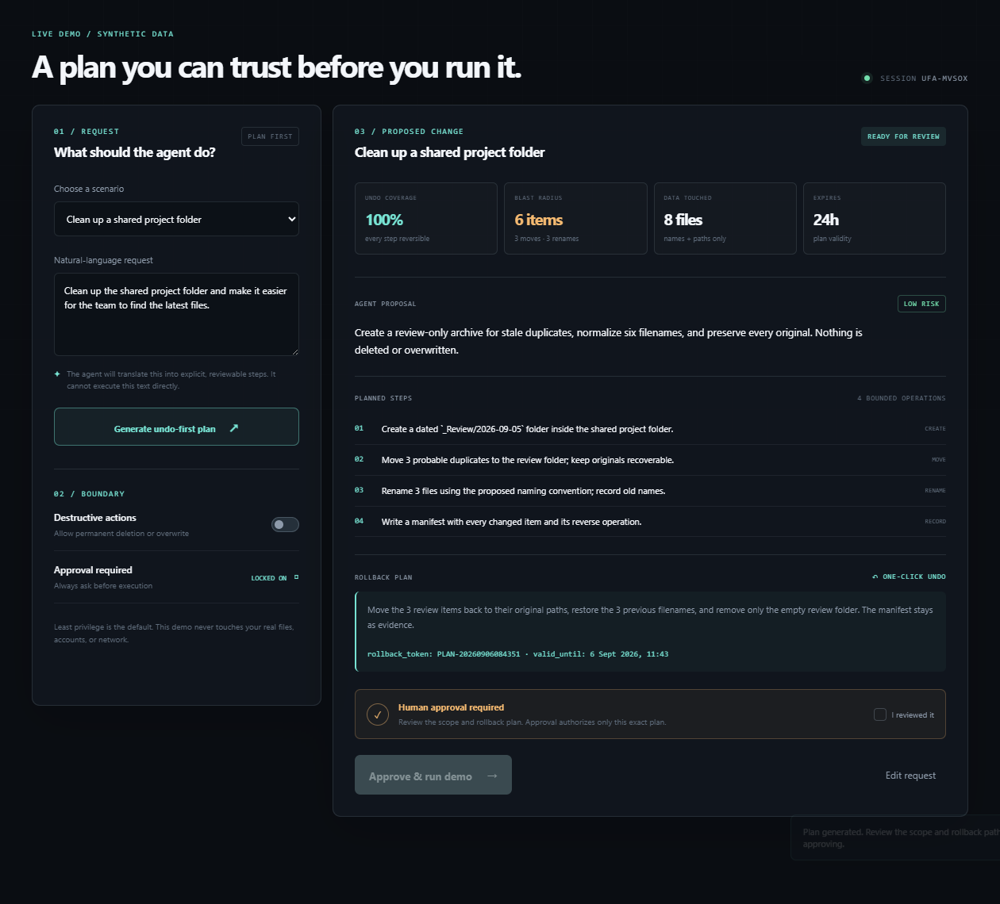 LIVE DEMO / SYNTHETIC DATA
A plan you can trust before you run it.
SESSION UFA-MVSOX
01 / REQUEST
PLAN FIRST
What should the agent do?
Choose a scenario
Clean up a shared project folder
Natural-language request
Clean up the shared project folder and make it easier
for the team to find the latest files.
✦ The agent will translate this into explicit, reviewable steps. It
cannot execute this text directly.
Generate undo-first plan ↗
02 / BOUNDARY
Destructive actions
Allow permanent deletion or overwrite
Approval required
Always ask before execution
LOCKED ON
Least privilege is the default. This demo never touches your real files,
accounts, or network.
03 / PROPOSED CHANGE
Clean up a shared project folder
READY FOR REVIEW
UNDO COVERAGE
100%
every step reversible
BLAST RADIUS
6 items
3 moves · 3 renames
DATA TOUCHED
8 files
names + paths only
EXPIRES
24h
plan validity
AGENT PROPOSAL
LOW RISK
Create a review-only archive for stale duplicates, normalize six filenames, and preserve every original. Nothing is
deleted or overwritten.
PLANNED STEPS
4 BOUNDED OPERATIONS
01 Create a dated `_Review/2026-09-05` folder inside the shared project folder. CREATE
02 Move 3 probable duplicates to the review folder; keep originals recoverable. MOVE
03 Rename 3 files using the proposed naming convention; record old names. RENAME
04 Write a manifest with every changed item and its reverse operation. RECORD
ROLLBACK PLAN
↶ ONE-CLICK UNDO
Move the 3 review items back to their original paths, restore the 3 previous filenames, and remove only the empty review folder. The manifest stays
as evidence.
rollback_token: PLAN-20260906084351 · valid_until: 6 Sept 2026, 11:43
Human approval required
Review the scope and rollback plan. Approval authorizes only this exact plan.
I reviewed it
Approve & run demo →
Edit request
Plan generated. Review the scope and rollback path
approving.